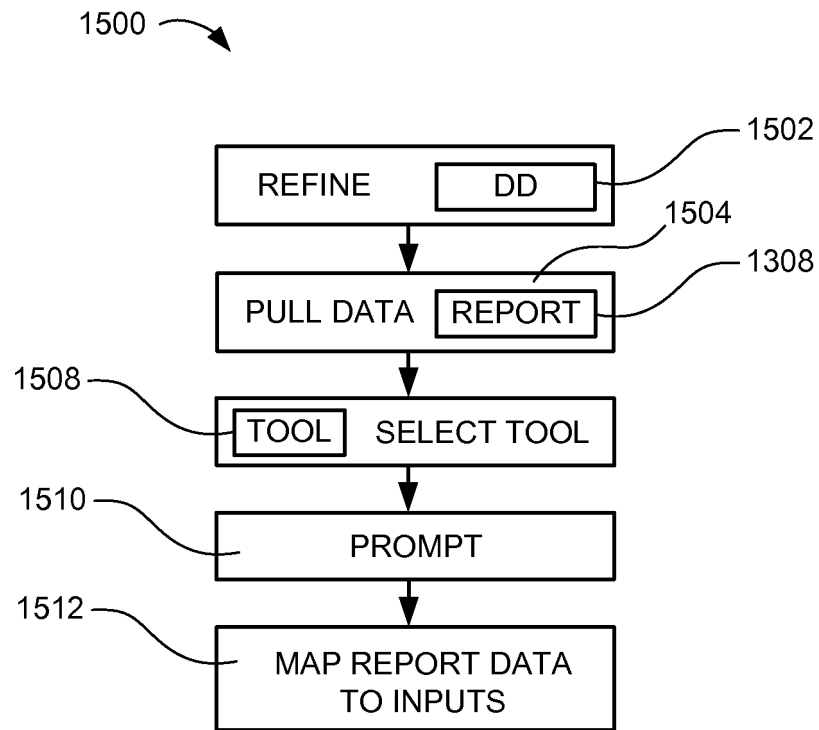 1500
1502
REFINE DD
1504
1308
PULL DATA REPORT
1508
TOOL SELECT TOOL
1510
PROMPT
1512
MAP REPORT DATA
TO INPUTS